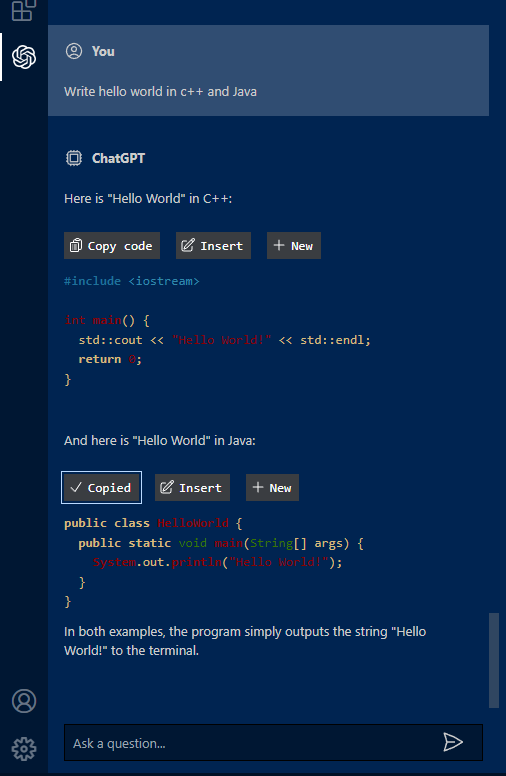 You
Write hello world in c++ and Java
ChatGPT
Here is "Hello World" in C++:
Copy code Insert New
#include <iostream>
int main() {
  std::cout << "Hello World!" << std::endl;
  return 0;
}
And here is "Hello World" in Java:
Copied Insert New
public class HelloWorld {
  public static void main(String[] args) {
    System.out.println("Hello World!");
  }
}
In both examples, the program simply outputs the string "Hello
World!" to the terminal.
Ask a question...